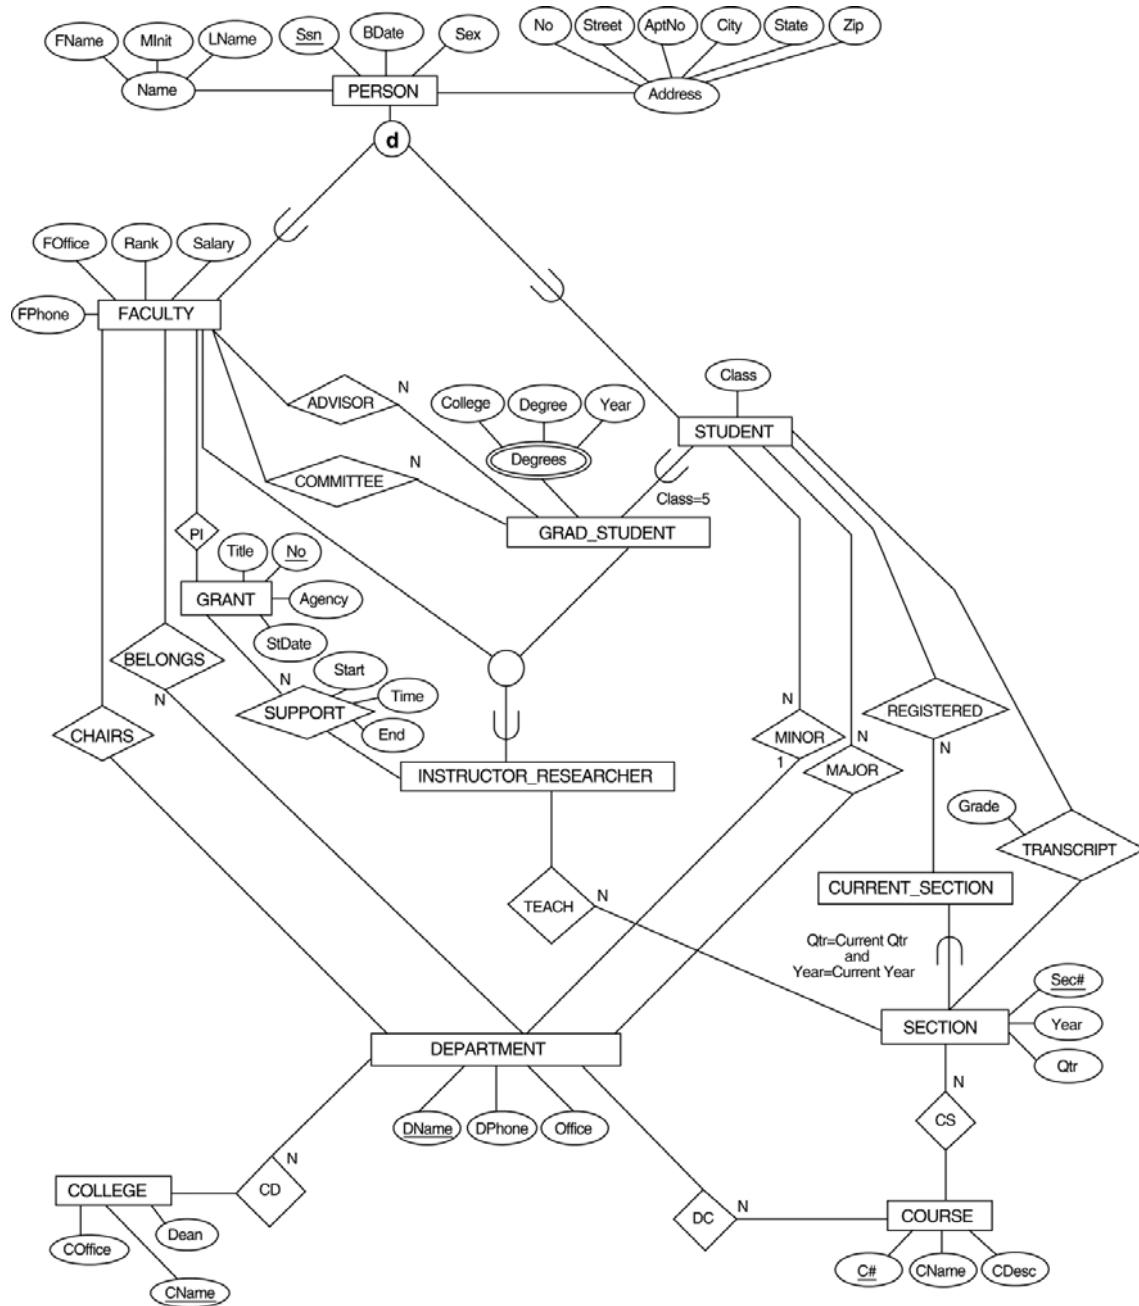 No Street AptNo City State Zip
FName MInit LName Ssn BDate Sex
Name PERSON Address
d
FOffice Rank Salary
FPhone FACULTY
Class
ADVISOR N College Degree Year STUDENT
Degrees
COMMITTEE N
Class=5
PI GRAD_STUDENT
Title No
GRANT Agency
StDate
BELONGS
N Start
N Time N
SUPPORT REGISTERED
CHAIRS End MINOR N N
1 MAJOR
INSTRUCTOR_RESEARCHER
Grade
TRANSCRIPT
CURRENT_SECTION
TEACH N
Qtr=Current Qtr
and
Year=Current Year
Sec#
SECTION Year
DEPARTMENT
Qtr
N
DName DPhone Office CS
N
COLLEGE CD
DC N COURSE
COffice Dean
C# CName CDesc
CName